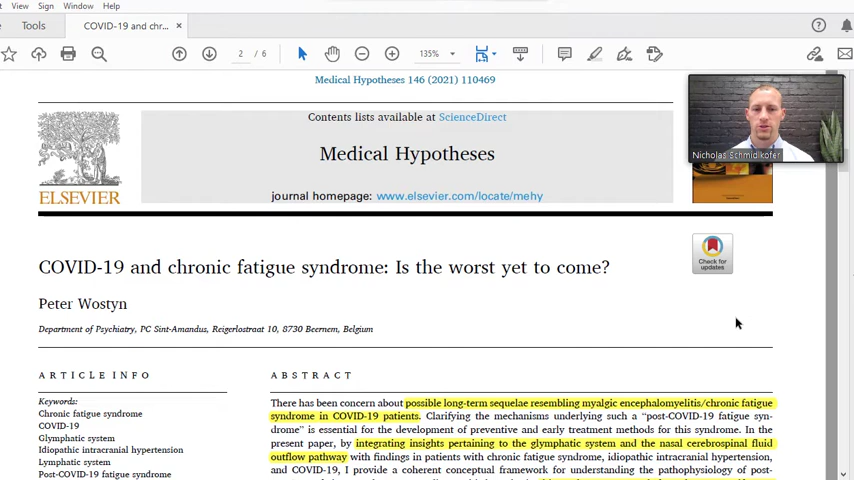 View Sign Window Help
Tools COVID-19 and chr... ×
2 / 6 135%
Medical Hypotheses 146 (2021) 110469
Contents lists available at ScienceDirect
Medical Hypotheses
journal homepage: www.elsevier.com/locate/mehy
ELSEVIER
Nicholas Schmidlkofer
Check for
updates
COVID-19 and chronic fatigue syndrome: Is the worst yet to come?
Peter Wostyn
Department of Psychiatry, PC Sint-Amandus, Reigerlostraat 10, 8730 Beernem, Belgium
ARTICLE INFO
Keywords:
Chronic fatigue syndrome
COVID-19
Glymphatic system
Idiopathic intracranial hypertension
Lymphatic system
Post-COVID-19 fatigue syndrome
ABSTRACT
There has been concern about possible long-term sequelae resembling myalgic encephalomyelitis/chronic fatigue
syndrome in COVID-19 patients. Clarifying the mechanisms underlying such a “post-COVID-19 fatigue syn-
drome” is essential for the development of preventive and early treatment methods for this syndrome. In the
present paper, by integrating insights pertaining to the glymphatic system and the nasal cerebrospinal fluid
outflow pathway with findings in patients with chronic fatigue syndrome, idiopathic intracranial hypertension,
and COVID-19, I provide a coherent conceptual framework for understanding the pathophysiology of post-